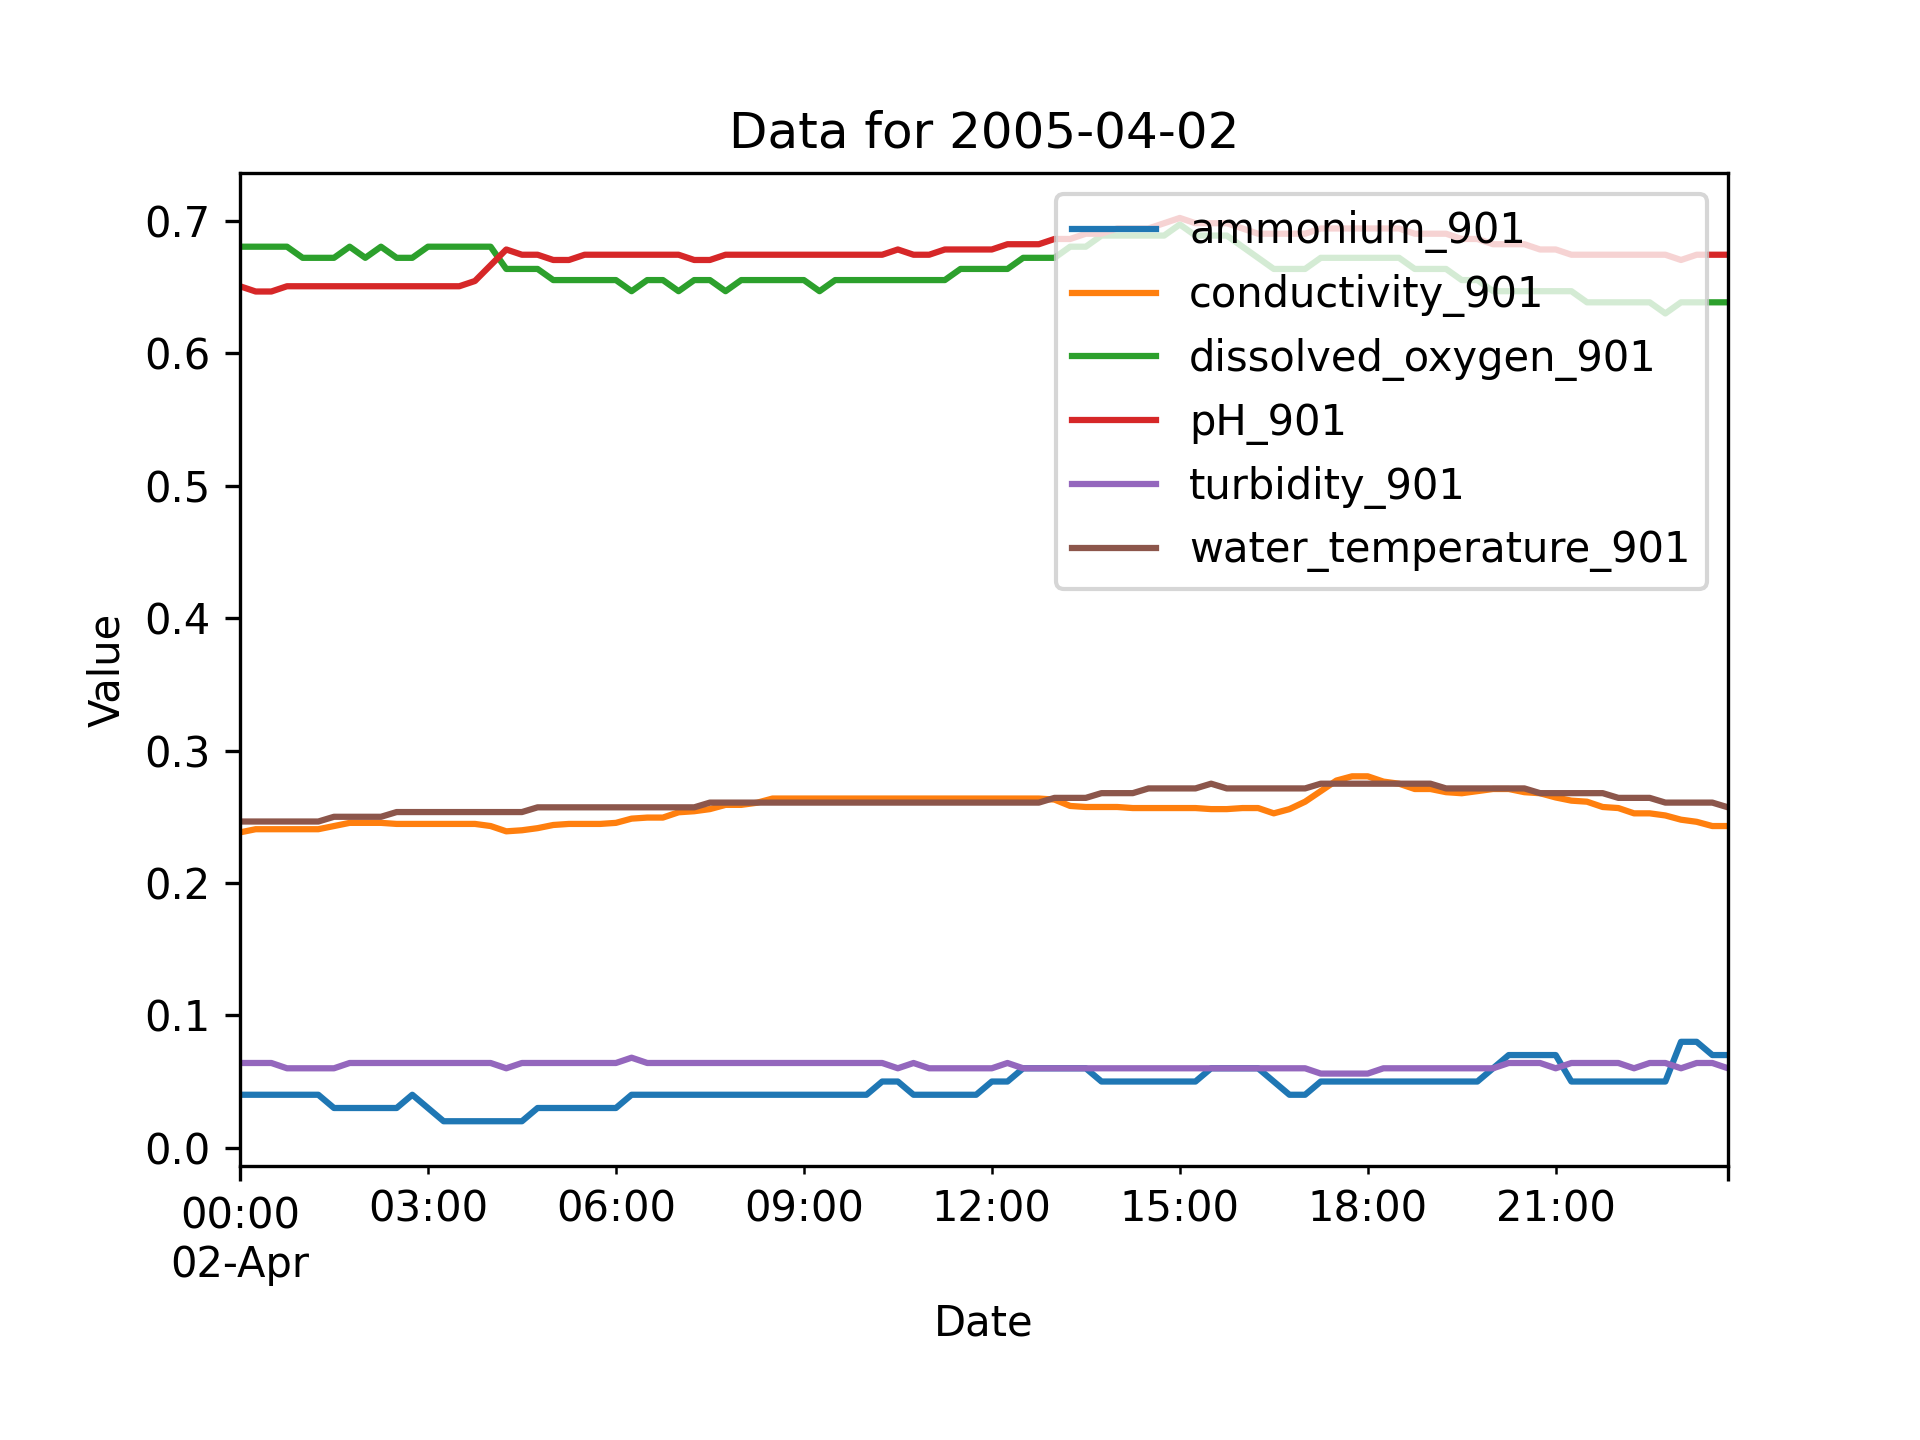 Data for 2005-04-02
0.7
0.6
0.5
0.4
0.3
0.2
0.1
0.0
Value
ammonium_901
conductivity_901
dissolved_oxygen_901
pH_901
turbidity_901
water_temperature_901
00:00 03:00 06:00 09:00 12:00 15:00 18:00 21:00
02-Apr
Date